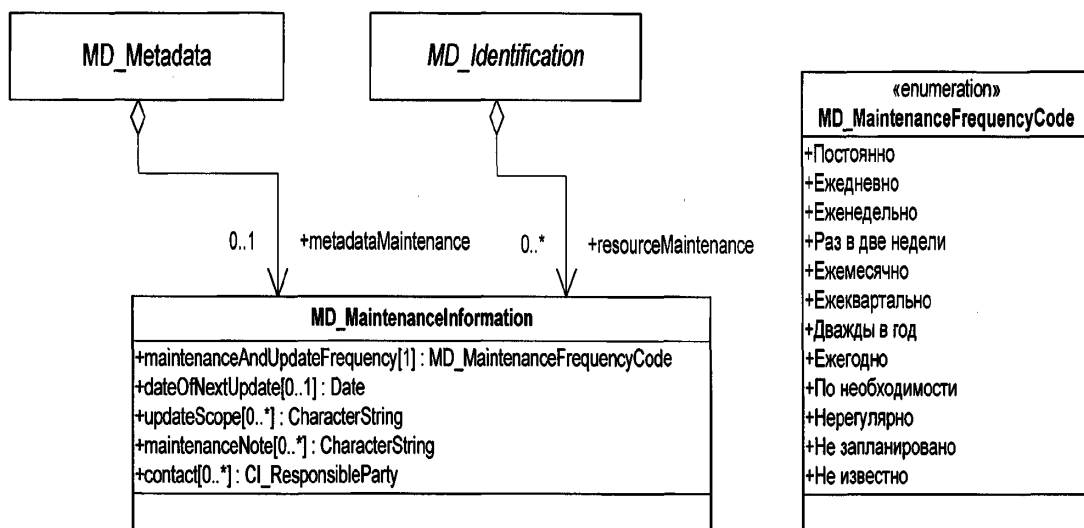 MD_Metadata
MD_Identification
0..1
+metadataMaintenance
0..*
+resourceMaintenance
MD_MaintenanceInformation
+maintenanceAndUpdateFrequency[1] : MD_MaintenanceFrequencyCode
+dateOfNextUpdate[0..1] : Date
+updateScope[0..*] : CharacterString
+maintenanceNote[0..*] : CharacterString
+contact[0..*] : CI_ResponsibleParty
«enumeration»
MD_MaintenanceFrequencyCode
+Постоянно
+Ежедневно
+Еженедельно
+Раз в две недели
+Ежемесячно
+Ежеквартально
+Дважды в год
+Ежегодно
+По необходимости
+Нерегулярно
+Не запланировано
+Не известно